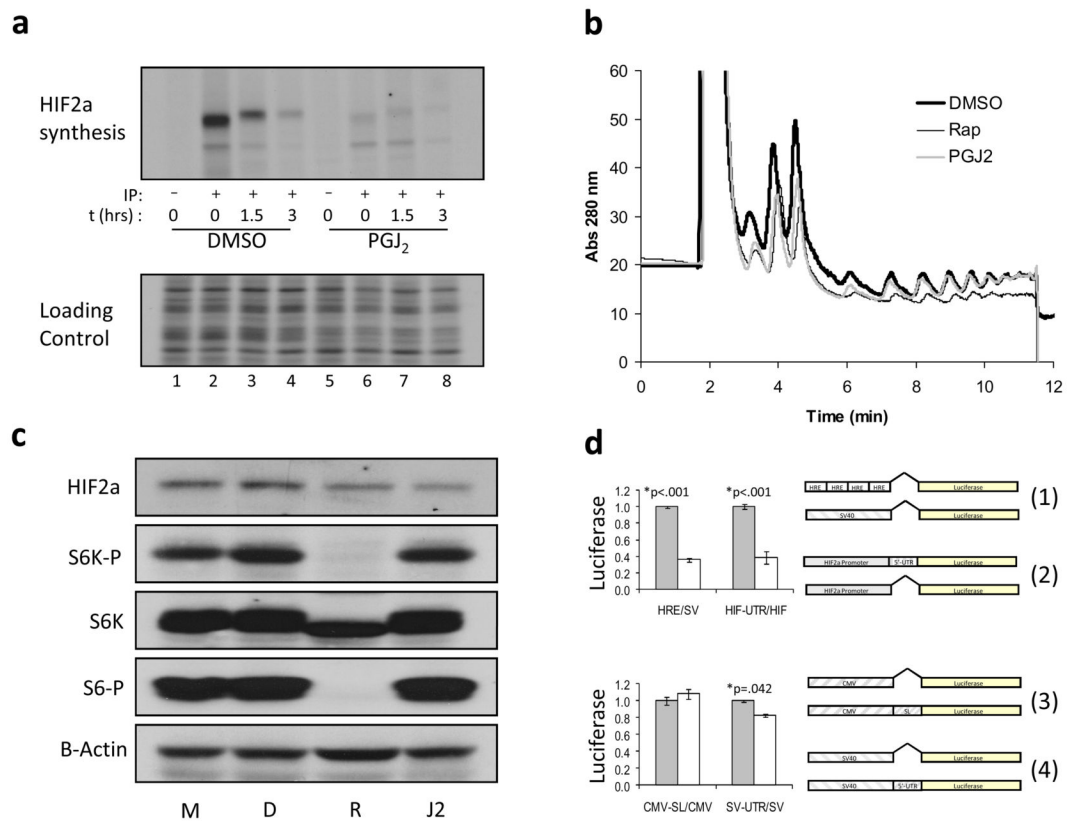 a
HIF2a
synthesis
IP: - + + + - + + +
t (hrs) : 0 0 1.5 3 0 0 1.5 3
DMSO PGJ2
Loading
Control
1 2 3 4 5 6 7 8
b
60
50
40
30
20
10
0
Abs 280 nm
DMSO
Rap
PGJ2
0 2 4 6 8 10 12
Time (min)
c
HIF2a
S6K-P
S6K
S6-P
B-Actin
M D R J2
d
1.2
1.0
0.8
0.6
0.4
0.2
0.0
Luciferase
*p<.001 *p<.001
HRE/SV HIF-UTR/HIF
HRE HRE HRE HRE Luciferase
(1)
SV40 Luciferase
HIF2a Promoter 5'-UTR Luciferase
(2)
HIF2a Promoter Luciferase
1.2
1.0
0.8
0.6
0.4
0.2
0.0
Luciferase
*p=.042
CMV-SL/CMV SV-UTR/SV
CMV Luciferase
(3)
CMV SL Luciferase
SV40 Luciferase
(4)
SV40 5'-UTR Luciferase